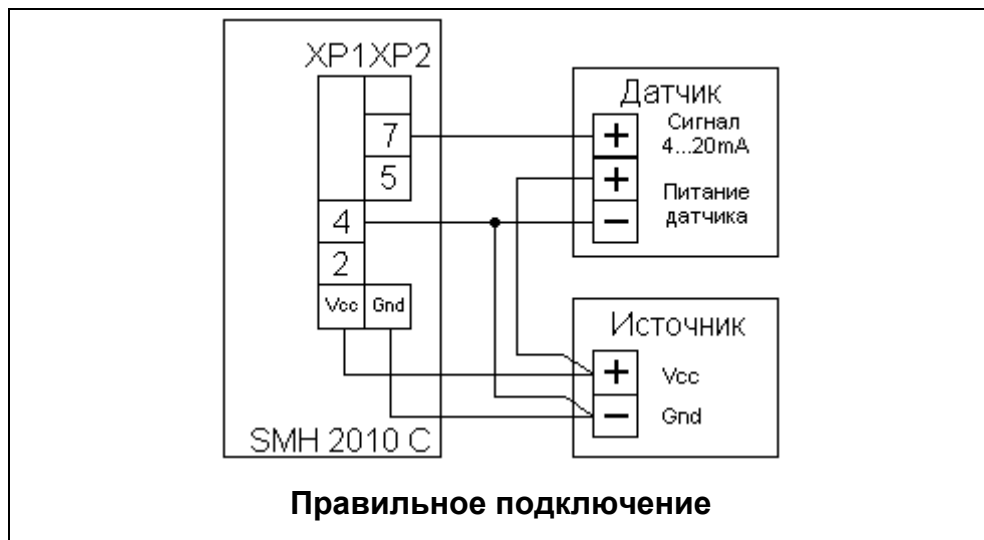 XP1XP2
7
5
4
2
Vcc Gnd
SMH 2010 C
Датчик
+ Сигнал
4...20mA
+ Питание
− датчика
Источник
+ Vcc
− Gnd
Правильное подключение